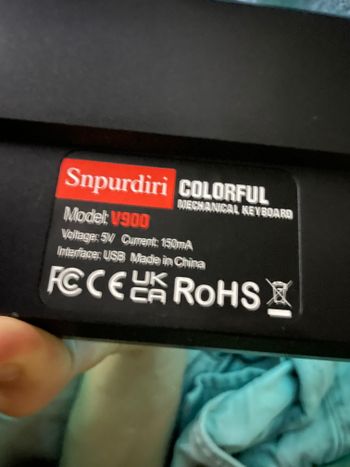 Snpurdiri COLORFUL
MECHANICAL KEYBOARD
Model: V900
Voltage: 5V Current: 150mA
Interface: USB Made in China
FC CE UK CA RoHS